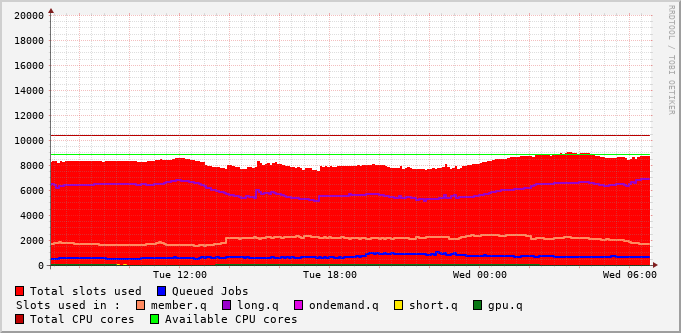 20000
18000
16000
14000
12000
10000
8000
6000
4000
2000
0
Tue 12:00 Tue 18:00 Wed 00:00 Wed 06:00
Total slots used Queued Jobs
Slots used in : member.q long.q ondemand.q short.q gpu.q
Total CPU cores Available CPU cores
RRDTOOL / TOBI OETIKER